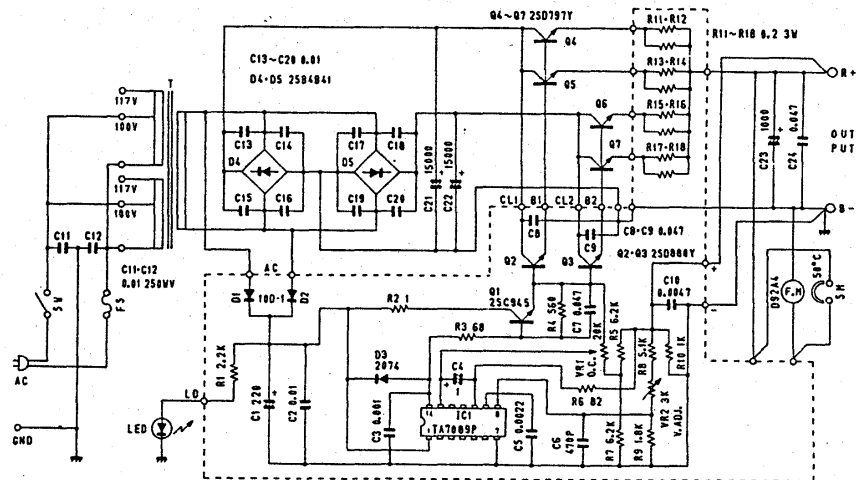 Q4~Q7 2SD797Y
R11~R18 0.2 3W
C13~C20 0.01
D4·D5 25B4B41
T
117V
100V
117V
100V
C11
C12
C11·C12
0.01 250WV
SW
FS
AC
GND
C13
C14
D4
C15
C16
C17
C18
D5
C19
C20
C21
15000
C22
15000
Q4
Q5
Q6
Q7
R11·R12
R13·R14
R15·R16
R17·R18
R+
B-
OUT
PUT
C23
1000
C24
0.047
CL1
B1
CL2
B2
C8
C9
C8·C9 0.047
Q2·Q3 2SD880Y
Q2
Q3
AC
D1
10D-1
D2
R2 1
Q1
2SC945
R3 68
R4 560
C7 0.047
VR1 20K
O.C.V
R5 6.2K
C10
0.0047
+
-
R8 5.1K
R10 1K
VR2 3K
V.ADJ.
R6 82
R7 6.2K
R9 1.8K
C6
470P
C5 0.0022
IC1
TA7089P
14
8
1
7
C4
1
D3
2074
C3 0.001
C2 0.01
C1 220
R1 2.2K
LD
LED
D92A4
F.M
50°C
SM